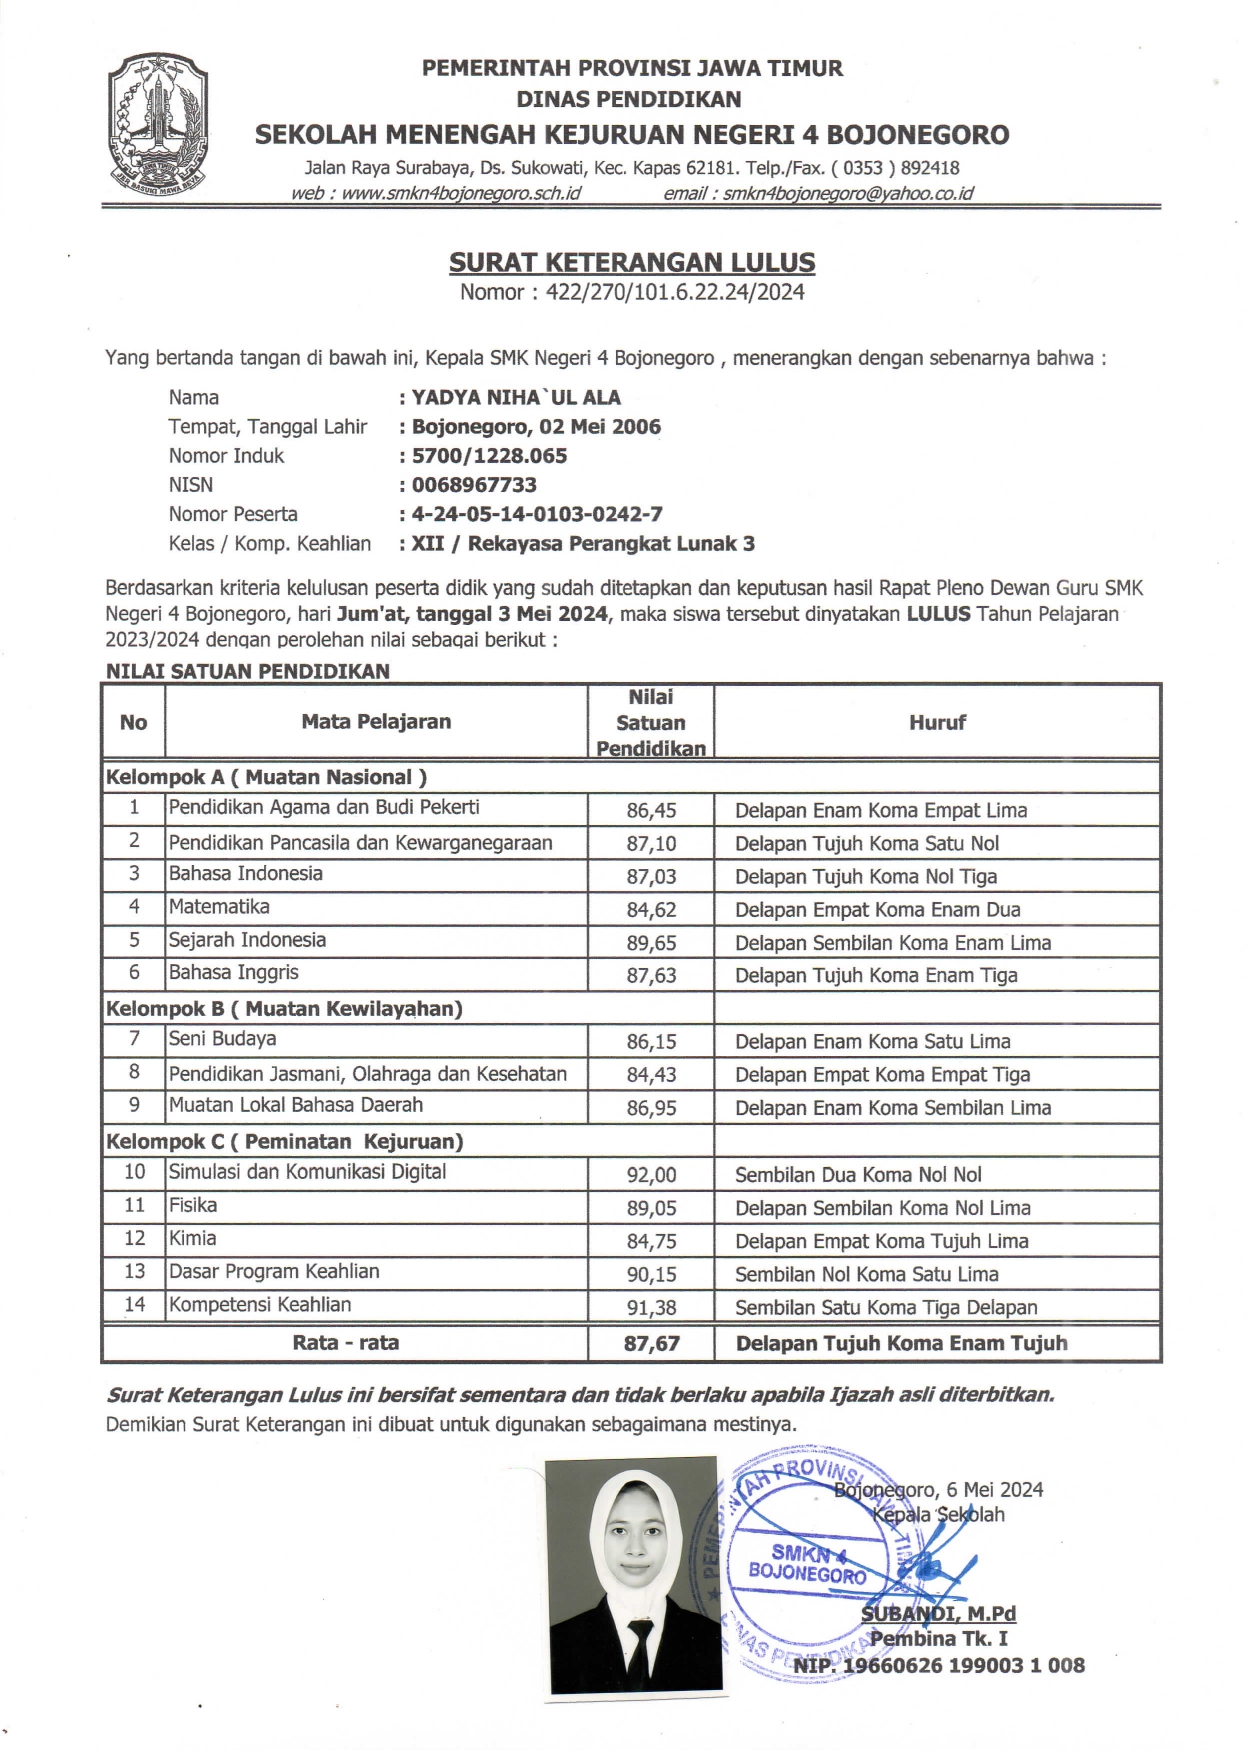 PEMERINTAH PROVINSI JAWA TIMUR
DINAS PENDIDIKAN
SEKOLAH MENENGAH KEJURUAN NEGERI 4 BOJONEGORO
Jalan Raya Surabaya, Ds. Sukowati, Kec. Kapas 62181. Telp./Fax. ( 0353 ) 892418
web : www.smkn4bojonegoro.sch.id email : smkn4bojonegoro@yahoo.co.id
JAWA TIMUR
JER BASUKI MAWA BEYA
SURAT KETERANGAN LULUS
Nomor : 422/270/101.6.22.24/2024
Yang bertanda tangan di bawah ini, Kepala SMK Negeri 4 Bojonegoro , menerangkan dengan sebenarnya bahwa :
Nama : YADYA NIHA`UL ALA
Tempat, Tanggal Lahir : Bojonegoro, 02 Mei 2006
Nomor Induk : 5700/1228.065
NISN : 0068967733
Nomor Peserta : 4-24-05-14-0103-0242-7
Kelas / Komp. Keahlian : XII / Rekayasa Perangkat Lunak 3
Berdasarkan kriteria kelulusan peserta didik yang sudah ditetapkan dan keputusan hasil Rapat Pleno Dewan Guru SMK
Negeri 4 Bojonegoro, hari Jum'at, tanggal 3 Mei 2024, maka siswa tersebut dinyatakan LULUS Tahun Pelajaran
2023/2024 dengan perolehan nilai sebagai berikut :
NILAI SATUAN PENDIDIKAN
No Mata Pelajaran Nilai Satuan Pendidikan Huruf
Kelompok A ( Muatan Nasional )
1 Pendidikan Agama dan Budi Pekerti 86,45 Delapan Enam Koma Empat Lima
2 Pendidikan Pancasila dan Kewarganegaraan 87,10 Delapan Tujuh Koma Satu Nol
3 Bahasa Indonesia 87,03 Delapan Tujuh Koma Nol Tiga
4 Matematika 84,62 Delapan Empat Koma Enam Dua
5 Sejarah Indonesia 89,65 Delapan Sembilan Koma Enam Lima
6 Bahasa Inggris 87,63 Delapan Tujuh Koma Enam Tiga
Kelompok B ( Muatan Kewilayahan)
7 Seni Budaya 86,15 Delapan Enam Koma Satu Lima
8 Pendidikan Jasmani, Olahraga dan Kesehatan 84,43 Delapan Empat Koma Empat Tiga
9 Muatan Lokal Bahasa Daerah 86,95 Delapan Enam Koma Sembilan Lima
Kelompok C ( Peminatan Kejuruan)
10 Simulasi dan Komunikasi Digital 92,00 Sembilan Dua Koma Nol Nol
11 Fisika 89,05 Delapan Sembilan Koma Nol Lima
12 Kimia 84,75 Delapan Empat Koma Tujuh Lima
13 Dasar Program Keahlian 90,15 Sembilan Nol Koma Satu Lima
14 Kompetensi Keahlian 91,38 Sembilan Satu Koma Tiga Delapan
Rata - rata 87,67 Delapan Tujuh Koma Enam Tujuh
Surat Keterangan Lulus ini bersifat sementara dan tidak berlaku apabila Ijazah asli diterbitkan.
Demikian Surat Keterangan ini dibuat untuk digunakan sebagaimana mestinya.
Bojonegoro, 6 Mei 2024
Kepala Sekolah
PEMERINTAH PROVINSI JAWA TIMUR
SMKN 4
BOJONEGORO
DINAS PENDIDIKAN
SUBANDI, M.Pd
Pembina Tk. I
NIP. 19660626 199003 1 008